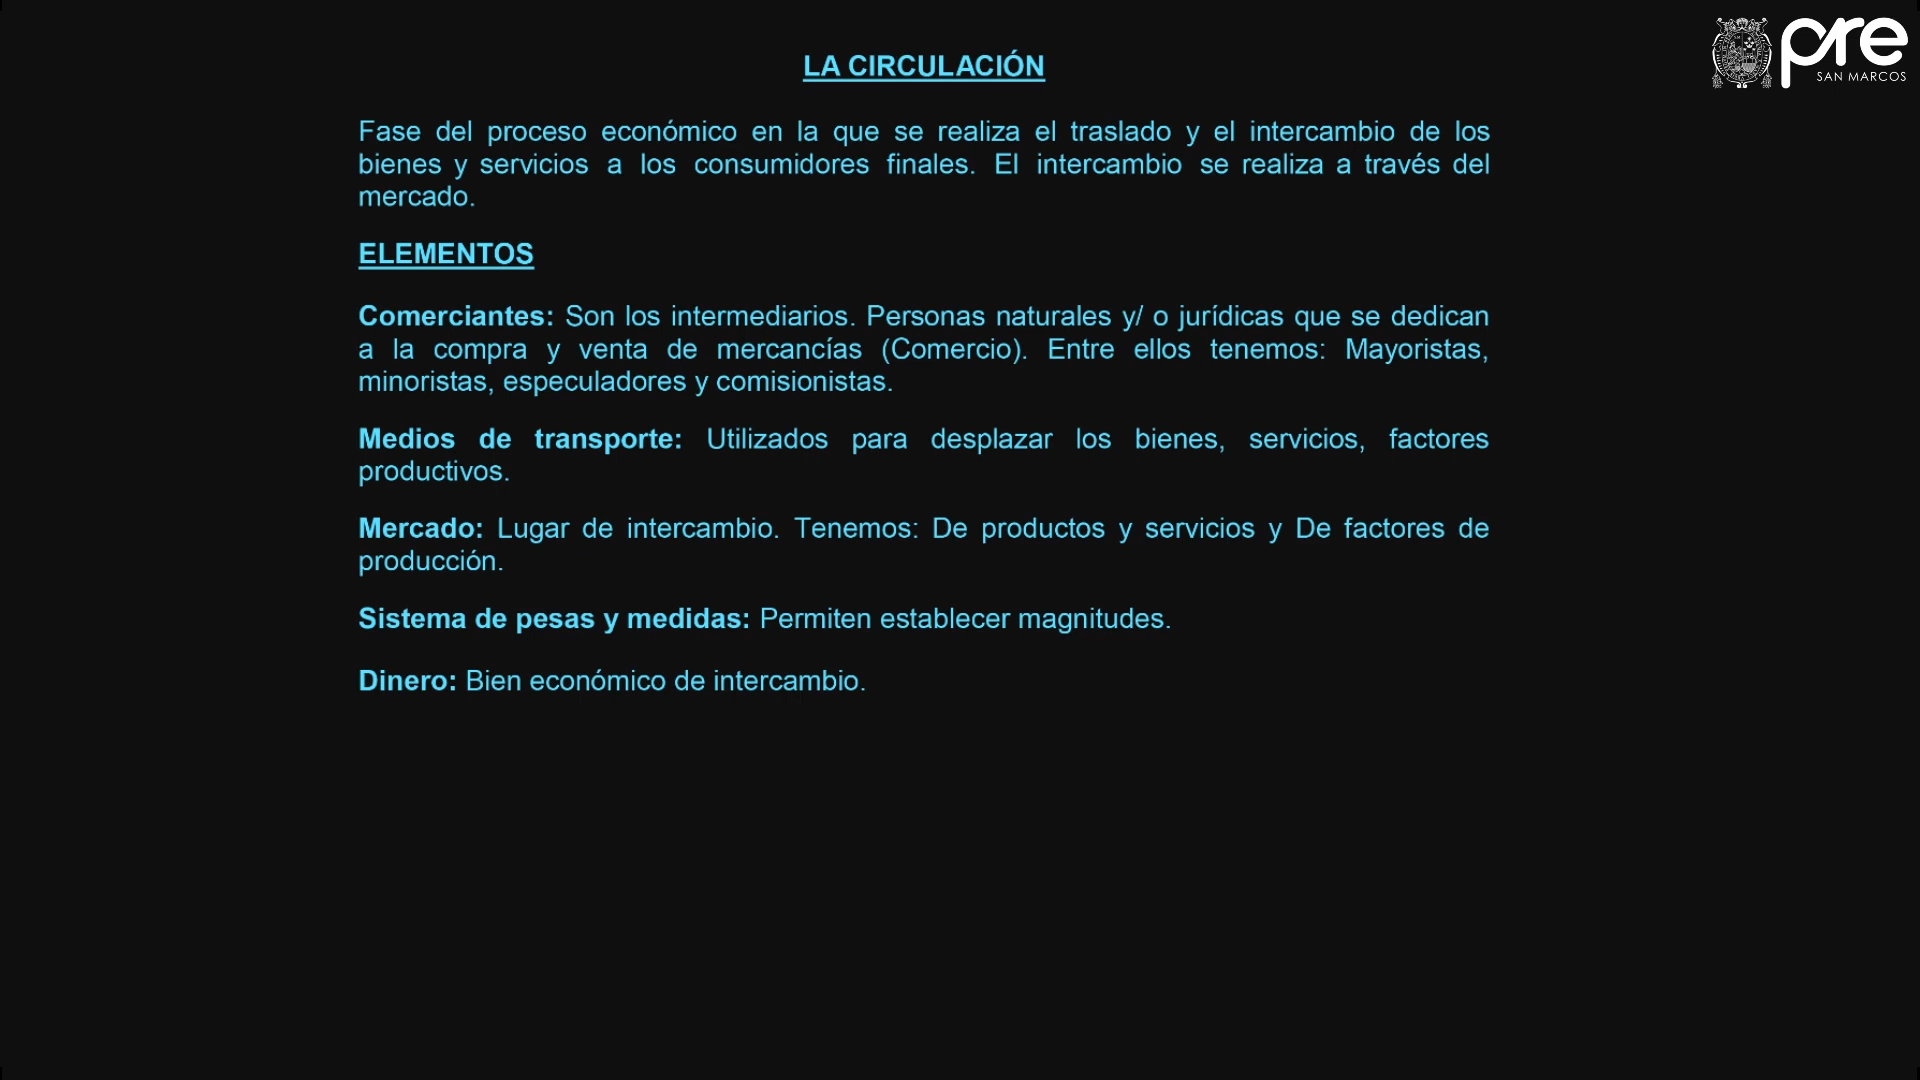 pre
SAN MARCOS
LA CIRCULACIÓN
Fase del proceso económico en la que se realiza el traslado y el intercambio de los
bienes y servicios a los consumidores finales. El intercambio se realiza a través del
mercado.
ELEMENTOS
Comerciantes: Son los intermediarios. Personas naturales y/ o jurídicas que se dedican
a la compra y venta de mercancías (Comercio). Entre ellos tenemos: Mayoristas,
minoristas, especuladores y comisionistas.
Medios de transporte: Utilizados para desplazar los bienes, servicios, factores
productivos.
Mercado: Lugar de intercambio. Tenemos: De productos y servicios y De factores de
producción.
Sistema de pesas y medidas: Permiten establecer magnitudes.
Dinero: Bien económico de intercambio.